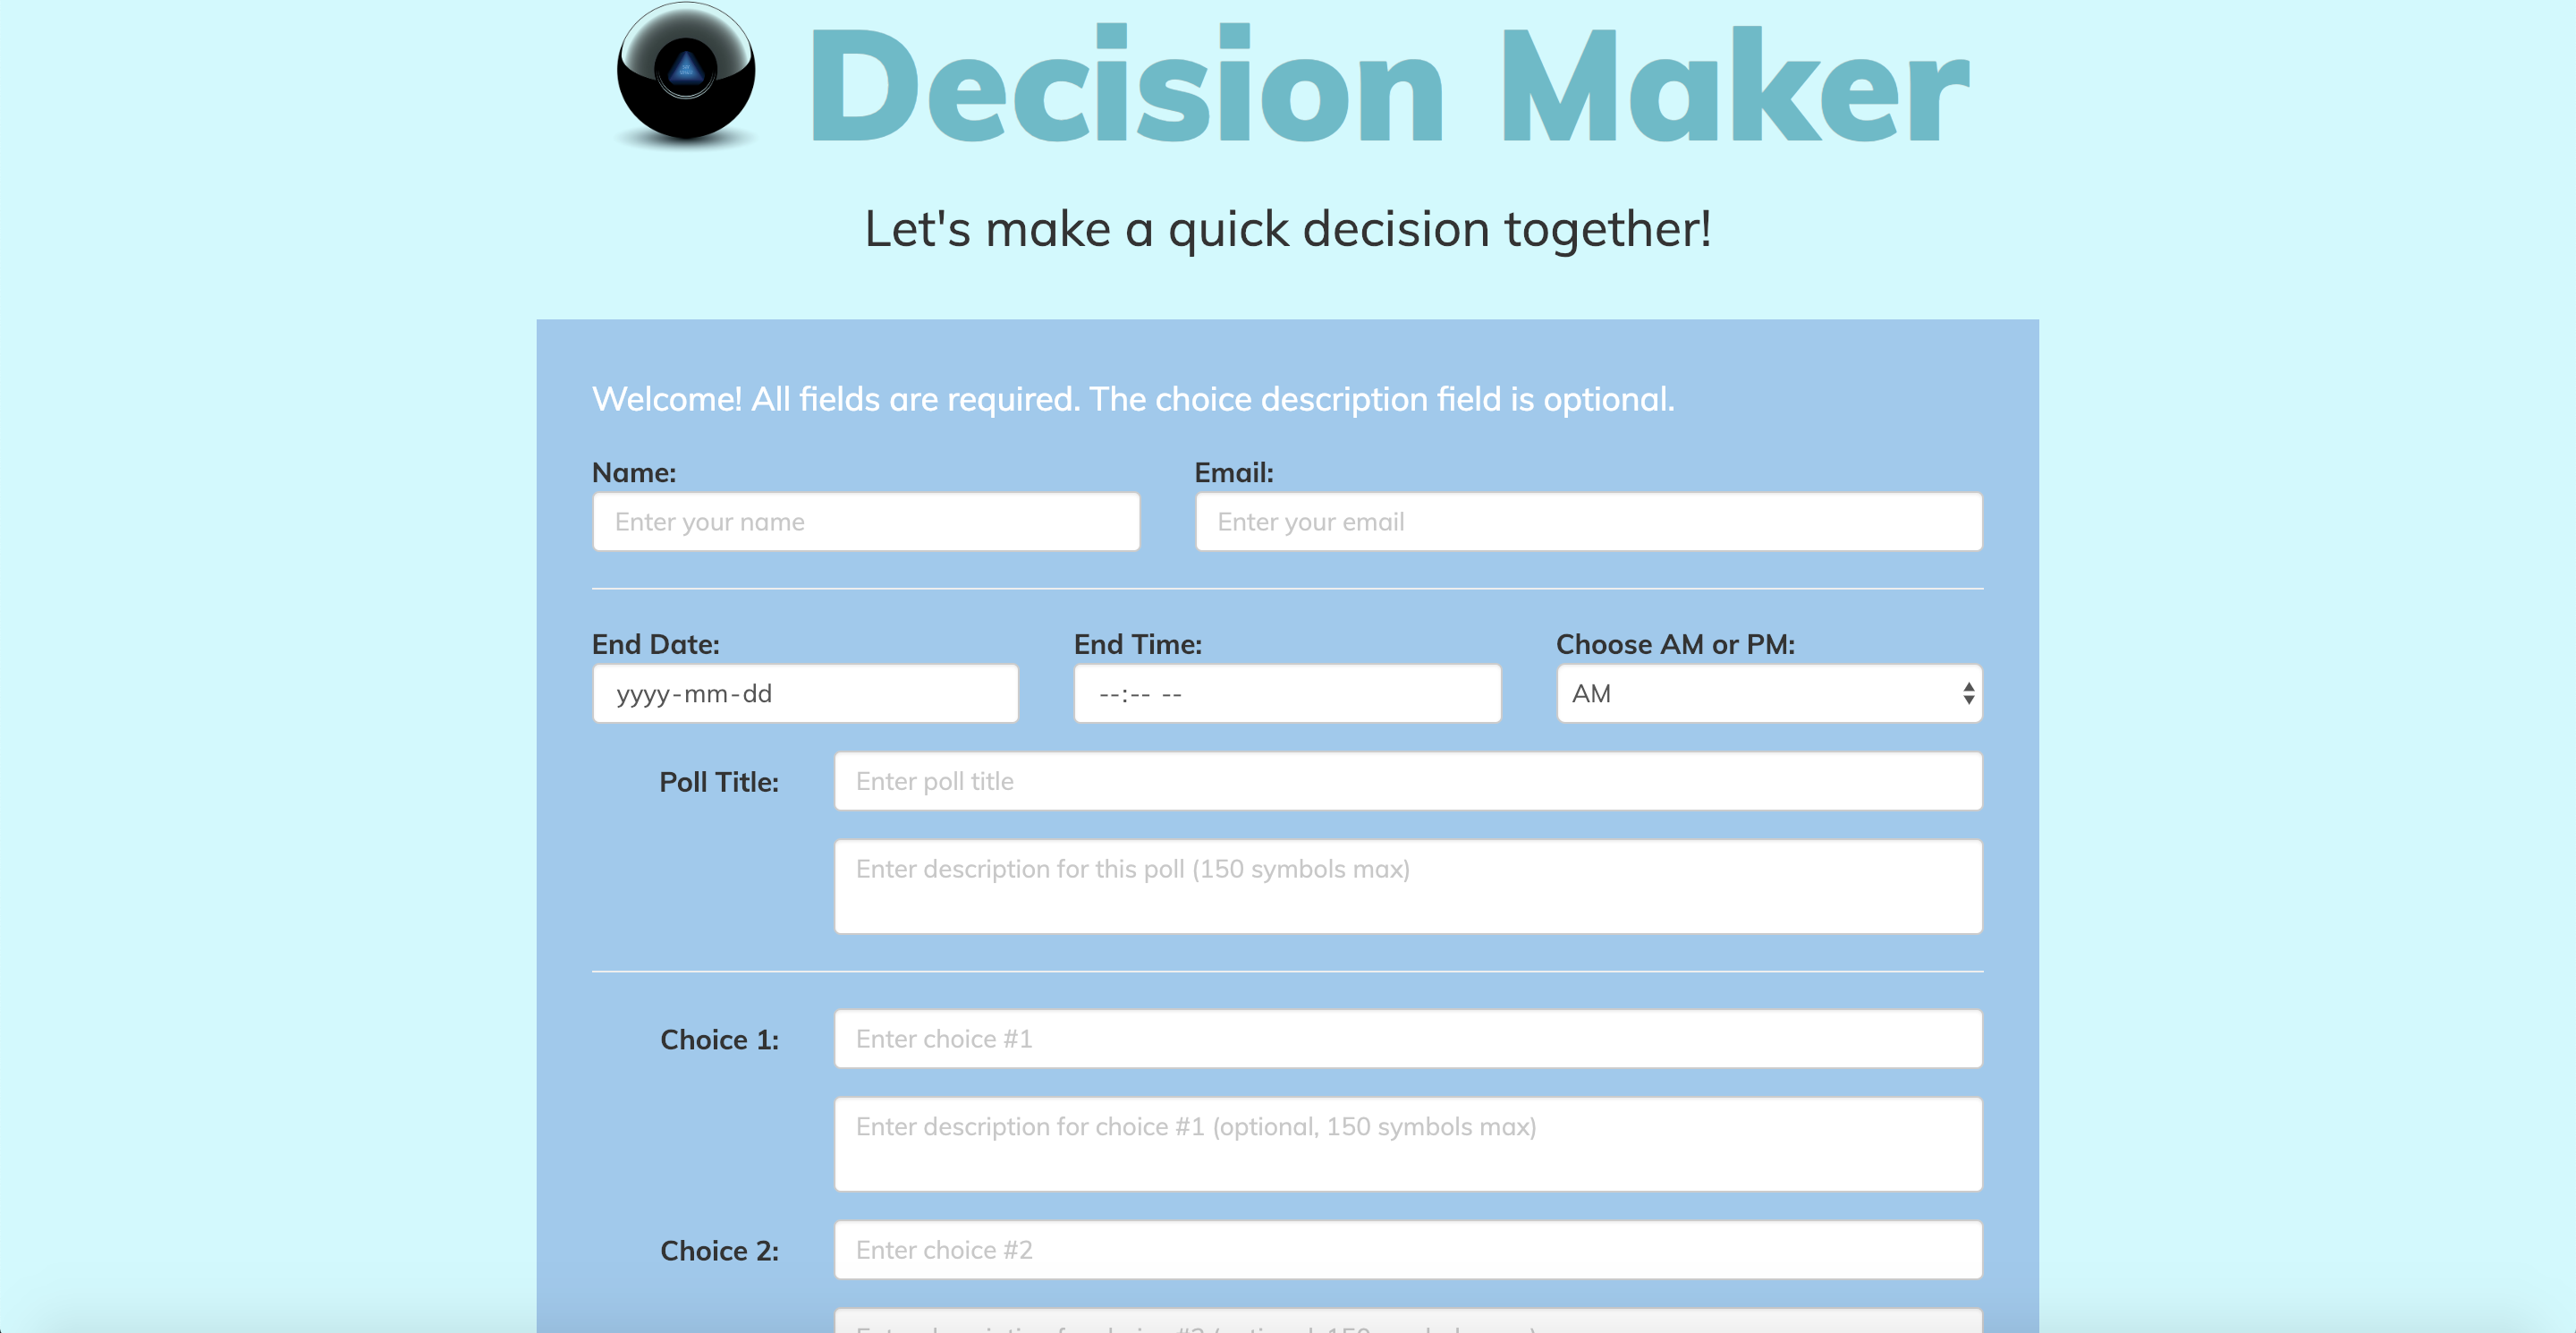 Decision Maker
Let's make a quick decision together!
Welcome! All fields are required. The choice description field is optional.
Name:
Email:
Enter your name
Enter your email
End Date:
End Time:
Choose AM or PM:
yyyy-mm-dd
--:-- --
AM
Poll Title:
Enter poll title
Enter description for this poll (150 symbols max)
Choice 1:
Enter choice #1
Enter description for choice #1 (optional, 150 symbols max)
Choice 2:
Enter choice #2